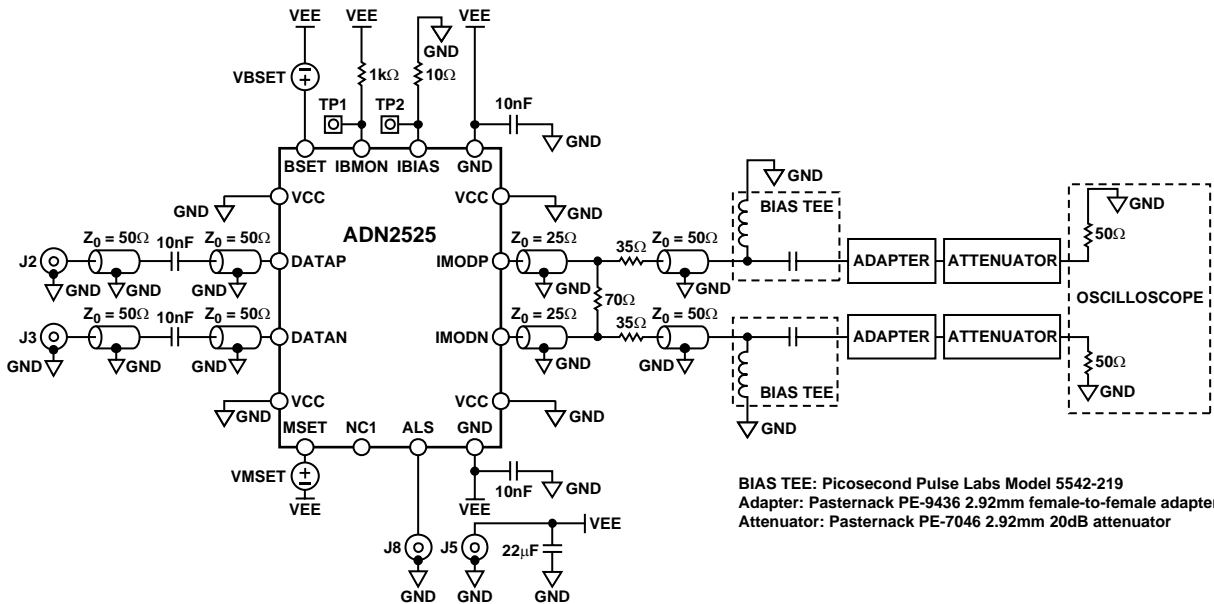 VEE VEE VEE
GND
VBSET
1kΩ 10Ω
TP1 TP2
10nF
GND
BSET IBMON IBIAS GND
GND VCC
VCC GND
ADN2525
J2
Z0 = 50Ω
10nF
Z0 = 50Ω
DATAP
GND GND GND
J3
Z0 = 50Ω
10nF
Z0 = 50Ω
DATAN
GND GND GND
IMODP
Z0 = 25Ω
35Ω
Z0 = 50Ω
GND
GND
70Ω
IMODN
Z0 = 25Ω
35Ω
Z0 = 50Ω
GND
GND
GND
BIAS TEE
ADAPTER
ATTENUATOR
GND
50Ω
OSCILLOSCOPE
ADAPTER
ATTENUATOR
50Ω
GND
BIAS TEE
GND
GND VCC
VCC GND
MSET NC1 ALS GND
VMSET
VEE
10nF
GND
VEE
J8
GND
J5
GND
22µF
VEE
GND
BIAS TEE: Picosecond Pulse Labs Model 5542-219
Adapter: Pasternack PE-9436 2.92mm female-to-female adapter
Attenuator: Pasternack PE-7046 2.92mm 20dB attenuator